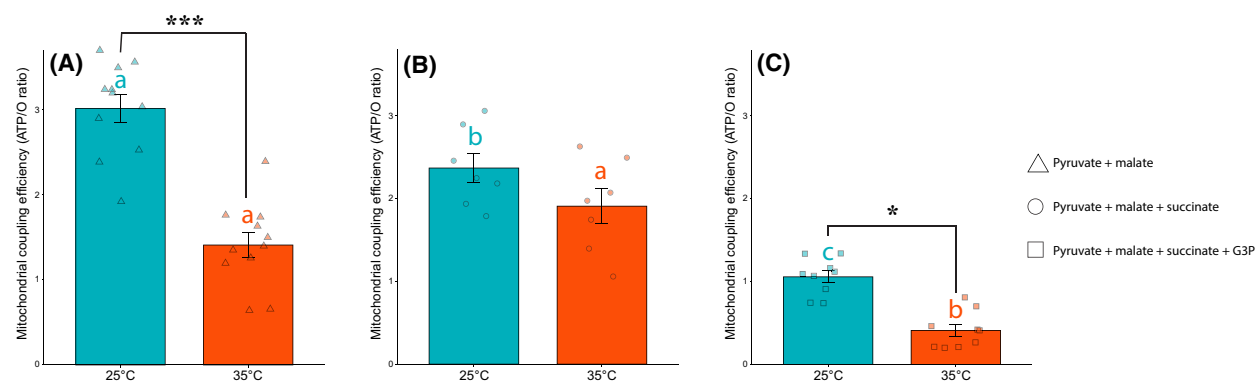 (A)
***
Mitochondrial coupling efficiency (ATP/O ratio)
3
2
1
0
a
a
25°C
35°C
(B)
Mitochondrial coupling efficiency (ATP/O ratio)
3
2
1
0
b
a
25°C
35°C
(C)
*
Mitochondrial coupling efficiency (ATP/O ratio)
3
2
1
0
c
b
25°C
35°C
Pyruvate + malate
Pyruvate + malate + succinate
Pyruvate + malate + succinate + G3P